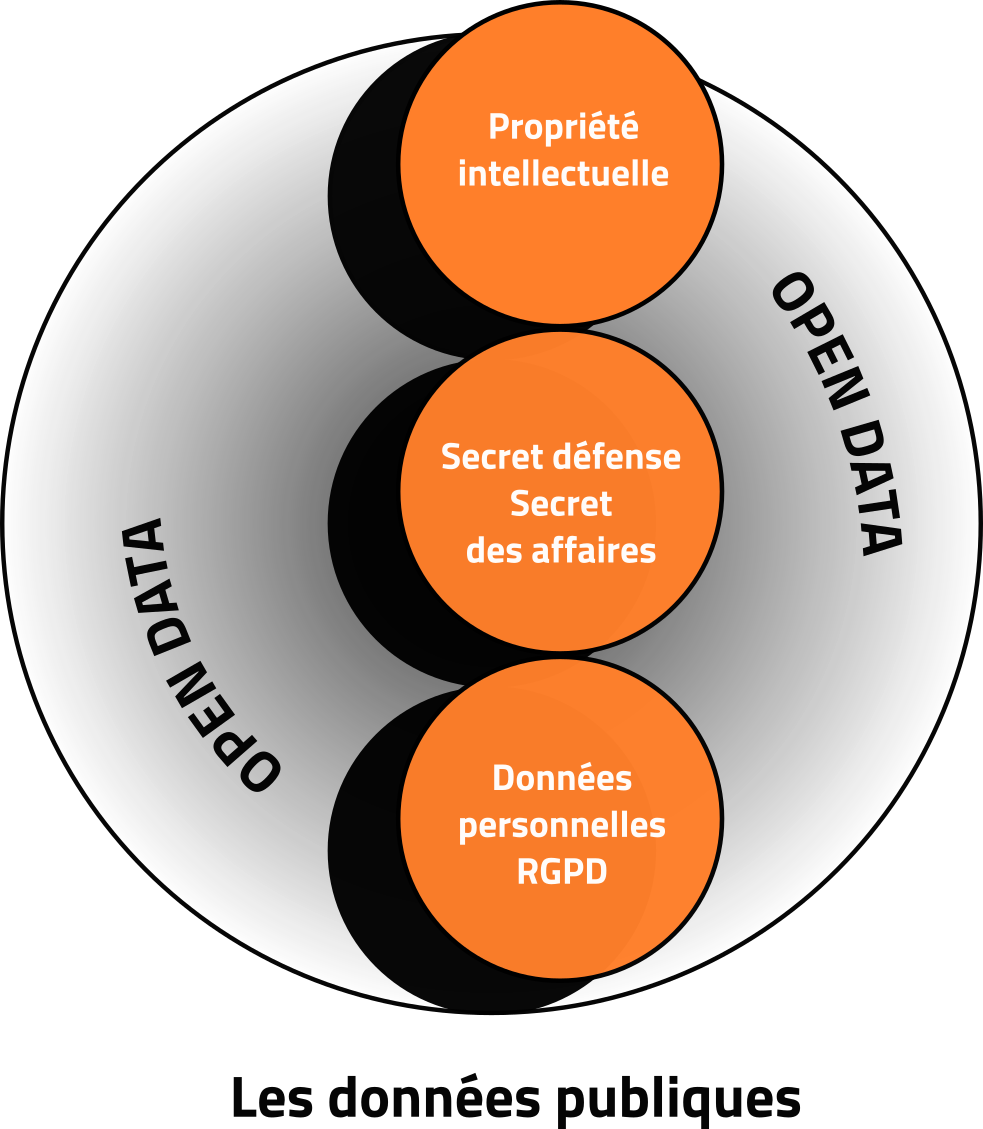 Propriété
intellectuelle
OPEN DATA
Secret défense
Secret
des affaires
OPEN DATA
Données
personnelles
RGPD
Les données publiques